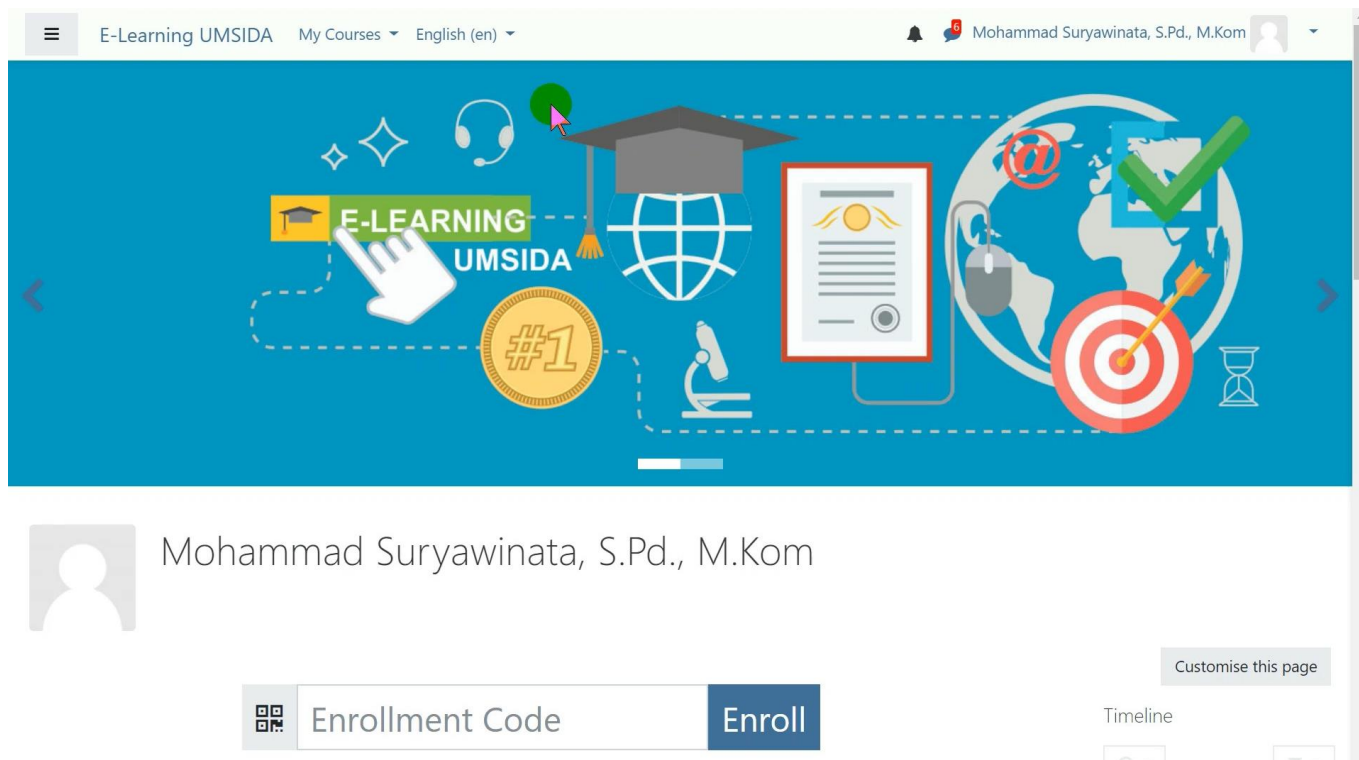 E-Learning UMSIDA My Courses English (en) 6 Mohammad Suryawinata, S.Pd., M.Kom
@
E-LEARNING
UMSIDA
#1
Mohammad Suryawinata, S.Pd., M.Kom
Customise this page
Enrollment Code Enroll
Timeline